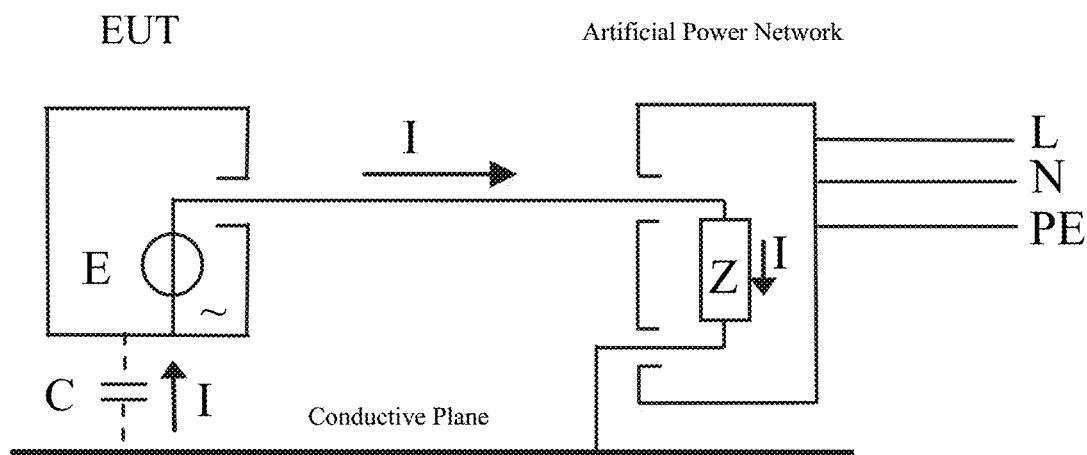 EUT
Artificial Power Network
I
L
N
PE
E
~
Z
I
C
I
Conductive Plane